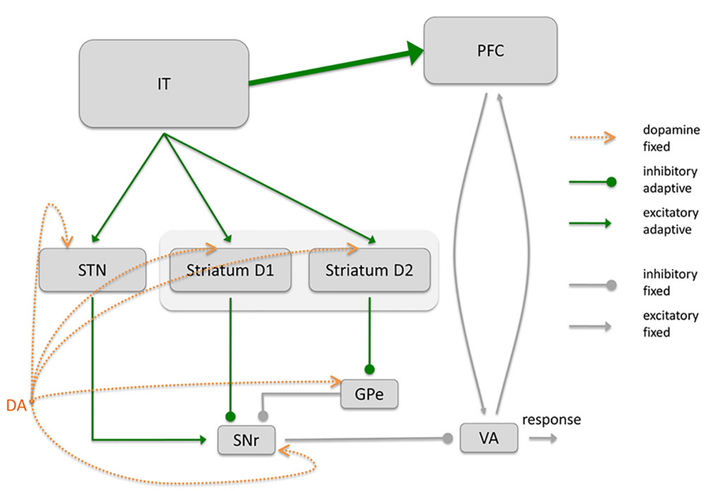 IT
PFC
dopamine
fixed
inhibitory
adaptive
excitatory
adaptive
STN
Striatum D1
Striatum D2
inhibitory
fixed
excitatory
fixed
DA
GPe
SNr
VA
response